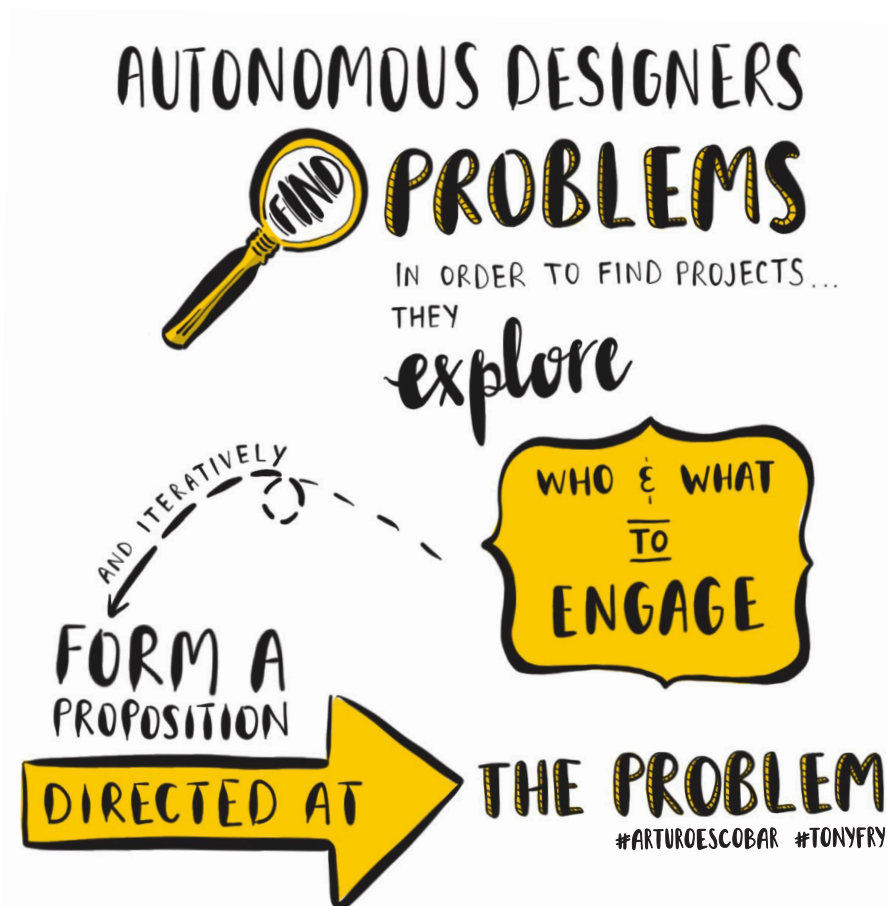 AUTONOMOUS DESIGNERS
FIND PROBLEMS
IN ORDER TO FIND PROJECTS...
THEY
explore
WHO & WHAT
TO
ENGAGE
AND ITERATIVELY
FORM A
PROPOSITION
DIRECTED AT
THE PROBLEM
#ARTUROESCOBAR #TONYFRY